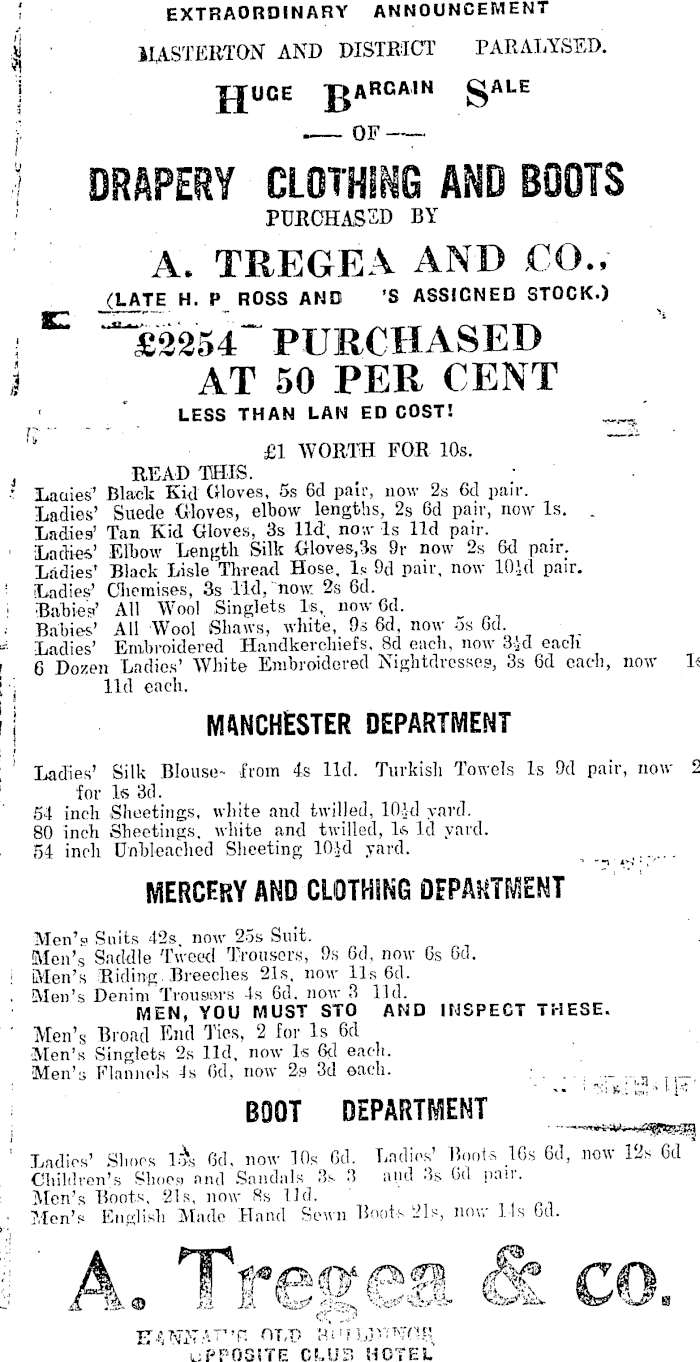 EXTRAORDINARY ANNOUNCEMENT
MASTERTON AND DISTRICT PARALYSED.
HUGE BARGAIN SALE
OF
DRAPERY CLOTHING AND BOOTS
PURCHASED BY
A. TREGEA AND CO.,
(LATE H. P ROSS AND 'S ASSIGNED STOCK.)
£2254 PURCHASED
AT 50 PER CENT
LESS THAN LAN ED COST!
£1 WORTH FOR 10s.
READ THIS.
Ladies' Black Kid Gloves, 5s 6d pair, now 2s 6d pair.
Ladies' Suede Gloves, elbow lengths, 2s 6d pair, now 1s.
Ladies' Tan Kid Gloves, 3s 11d, now 1s 11d pair.
Ladies' Elbow Length Silk Gloves,3s 9r now 2s 6d pair.
Ladies' Black Lisle Thread Hose, 1s 9d pair, now 10½d pair.
Ladies' Chemises, 3s 11d, now 2s 6d.
Babies' All Wool Singlets 1s, now 6d.
Babies' All Wool Shaws, white, 9s 6d, now 5s 6d.
Ladies' Embroidered Handkerchiefs, 8d each, now 3½d each
6 Dozen Ladies' White Embroidered Nightdresses, 3s 6d each, now 1s
11d each.
MANCHESTER DEPARTMENT
Ladies' Silk Blouse- from 4s 11d. Turkish Towels 1s 9d pair, now 2
for 1s 3d.
54 inch Sheetings, white and twilled, 10½d yard.
80 inch Sheetings, white and twilled, 1s 1d yard.
54 inch Unbleached Sheeting 10½d yard.
MERCERY AND CLOTHING DEPARTMENT
Men's Suits 42s, now 25s Suit.
Men's Saddle Tweed Trousers, 9s 6d, now 6s 6d.
Men's Riding Breeches 21s, now 11s 6d.
Men's Denim Trousers 4s 6d, now 3 11d.
MEN, YOU MUST STO AND INSPECT THESE.
Men's Broad End Ties, 2 for 1s 6d
Men's Singlets 2s 11d, now 1s 6d each.
Men's Flannels 4s 6d, now 2s 3d each.
BOOT DEPARTMENT
Ladies' Shoes 15s 6d, now 10s 6d. Ladies' Boots 16s 6d, now 12s 6d
Children's Shoes and Sandals 3s 3 and 3s 6d pair.
Men's Boots, 21s, now 8s 11d.
Men's English Made Hand Sewn Boots 21s, now 14s 6d.
A. Tregea & co.
HANNAH'S OLD BUILDINGS
OPPOSITE CLUB HOTEL